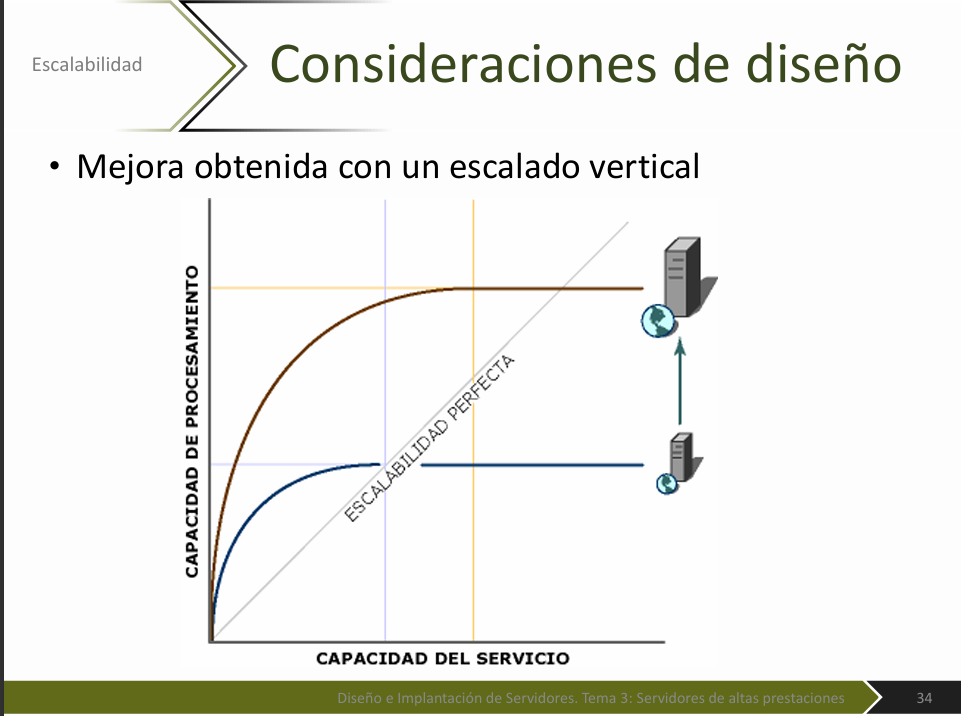 Escalabilidad
Consideraciones de diseño
• Mejora obtenida con un escalado vertical
CAPACIDAD DE PROCESAMIENTO
ESCALABILIDAD PERFECTA
CAPACIDAD DEL SERVICIO
Diseño e Implantación de Servidores. Tema 3: Servidores de altas prestaciones
34